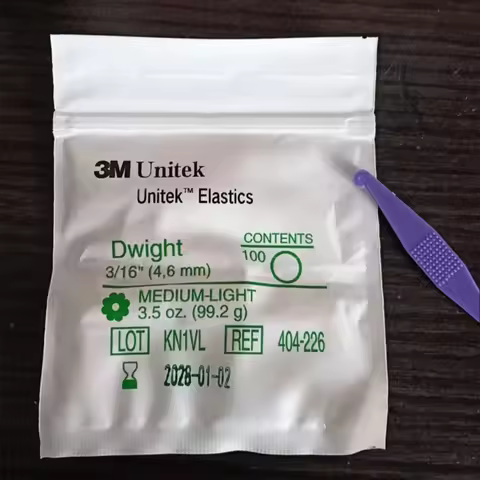 3M Unitek
Unitek™ Elastics
Dwight
3/16" (4,6 mm)
CONTENTS
100
MEDIUM-LIGHT
3.5 oz. (99.2 g)
LOT KN1VL REF 404-226
2028-01-02